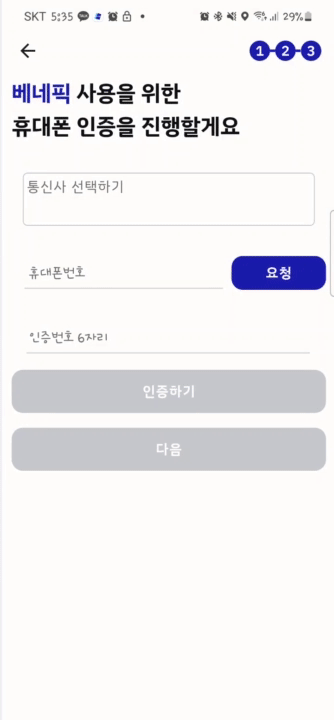 SKT 5:35 29%
1 2 3
베네픽 사용을 위한
휴대폰 인증을 진행할게요
통신사 선택하기
휴대폰번호 요청
인증번호 6자리
인증하기
다음